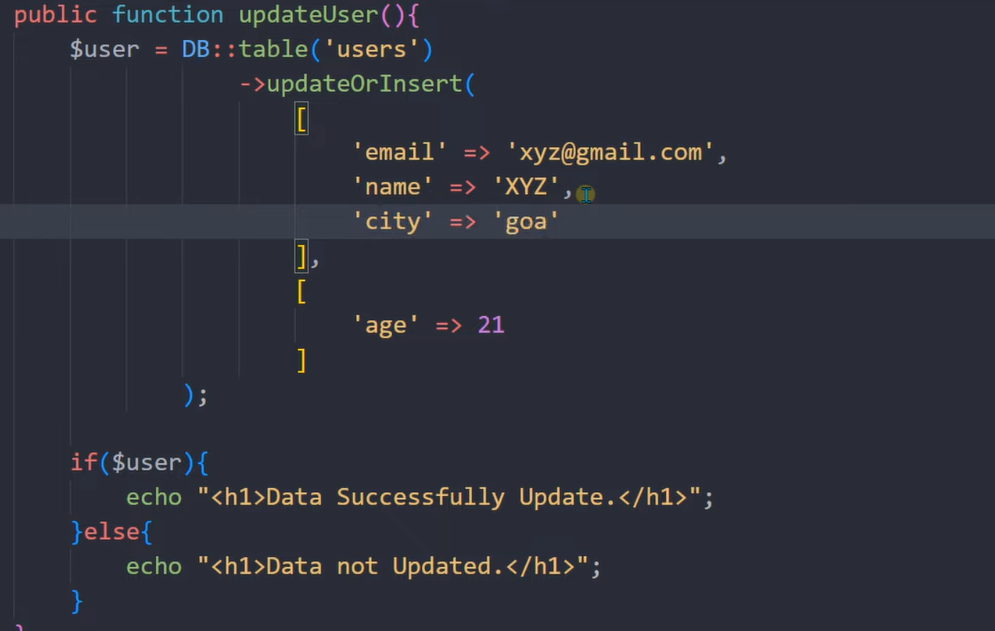 public function updateUser(){
$user = DB::table('users')
->updateOrInsert(
[
'email' => 'xyz@gmail.com',
'name' => 'XYZ',
'city' => 'goa'
],
[
'age' => 21
]
);
if($user){
echo "<h1>Data Successfully Update.</h1>";
}else{
echo "<h1>Data not Updated.</h1>";
}
}